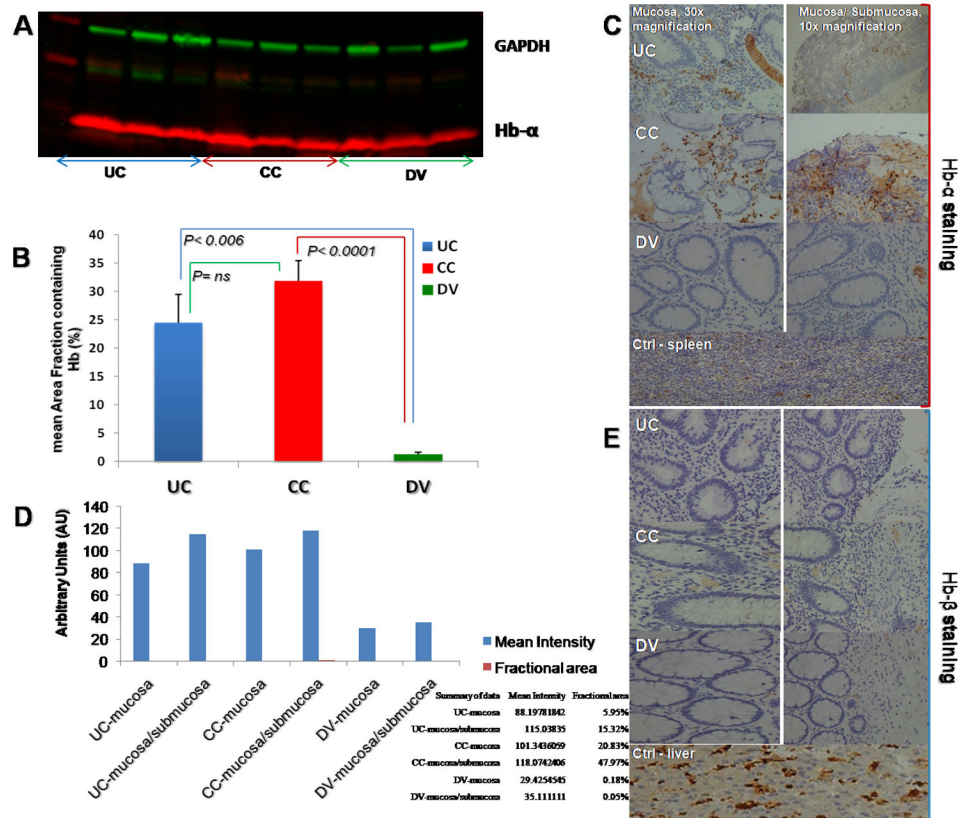 A
GAPDH
Hb-α
UC
CC
DV
B
mean Area Fraction containing
Hb (%)
40
35
30
25
20
15
10
5
0
P< 0.006
P= ns
P< 0.0001
UC
CC
DV
UC
CC
DV
D
Arbitrary Units (AU)
140
120
100
80
60
40
20
0
UC-mucosa
UC-mucosa/submucosa
CC-mucosa
CC-mucosa/submucosa
DV-mucosa
DV-mucosa/submucosa
Mean Intensity
Fractional area
Summary of data Mean Intensity Fractional area
UC-mucosa 88.19781842 5.95%
UC-mucosa/submucosa 115.03835 15.32%
CC-mucosa 101.3436059 20.83%
CC-mucosa/submucosa 118.0742406 47.97%
DV-mucosa 29.4254545 0.18%
DV-mucosa/submucosa 35.111111 0.05%
C
Mucosa, 30x
magnification
Mucosa/ Submucosa,
10x magnification
UC
CC
DV
Ctrl - spleen
Hb-α staining
E
UC
CC
DV
Ctrl - liver
Hb-β staining